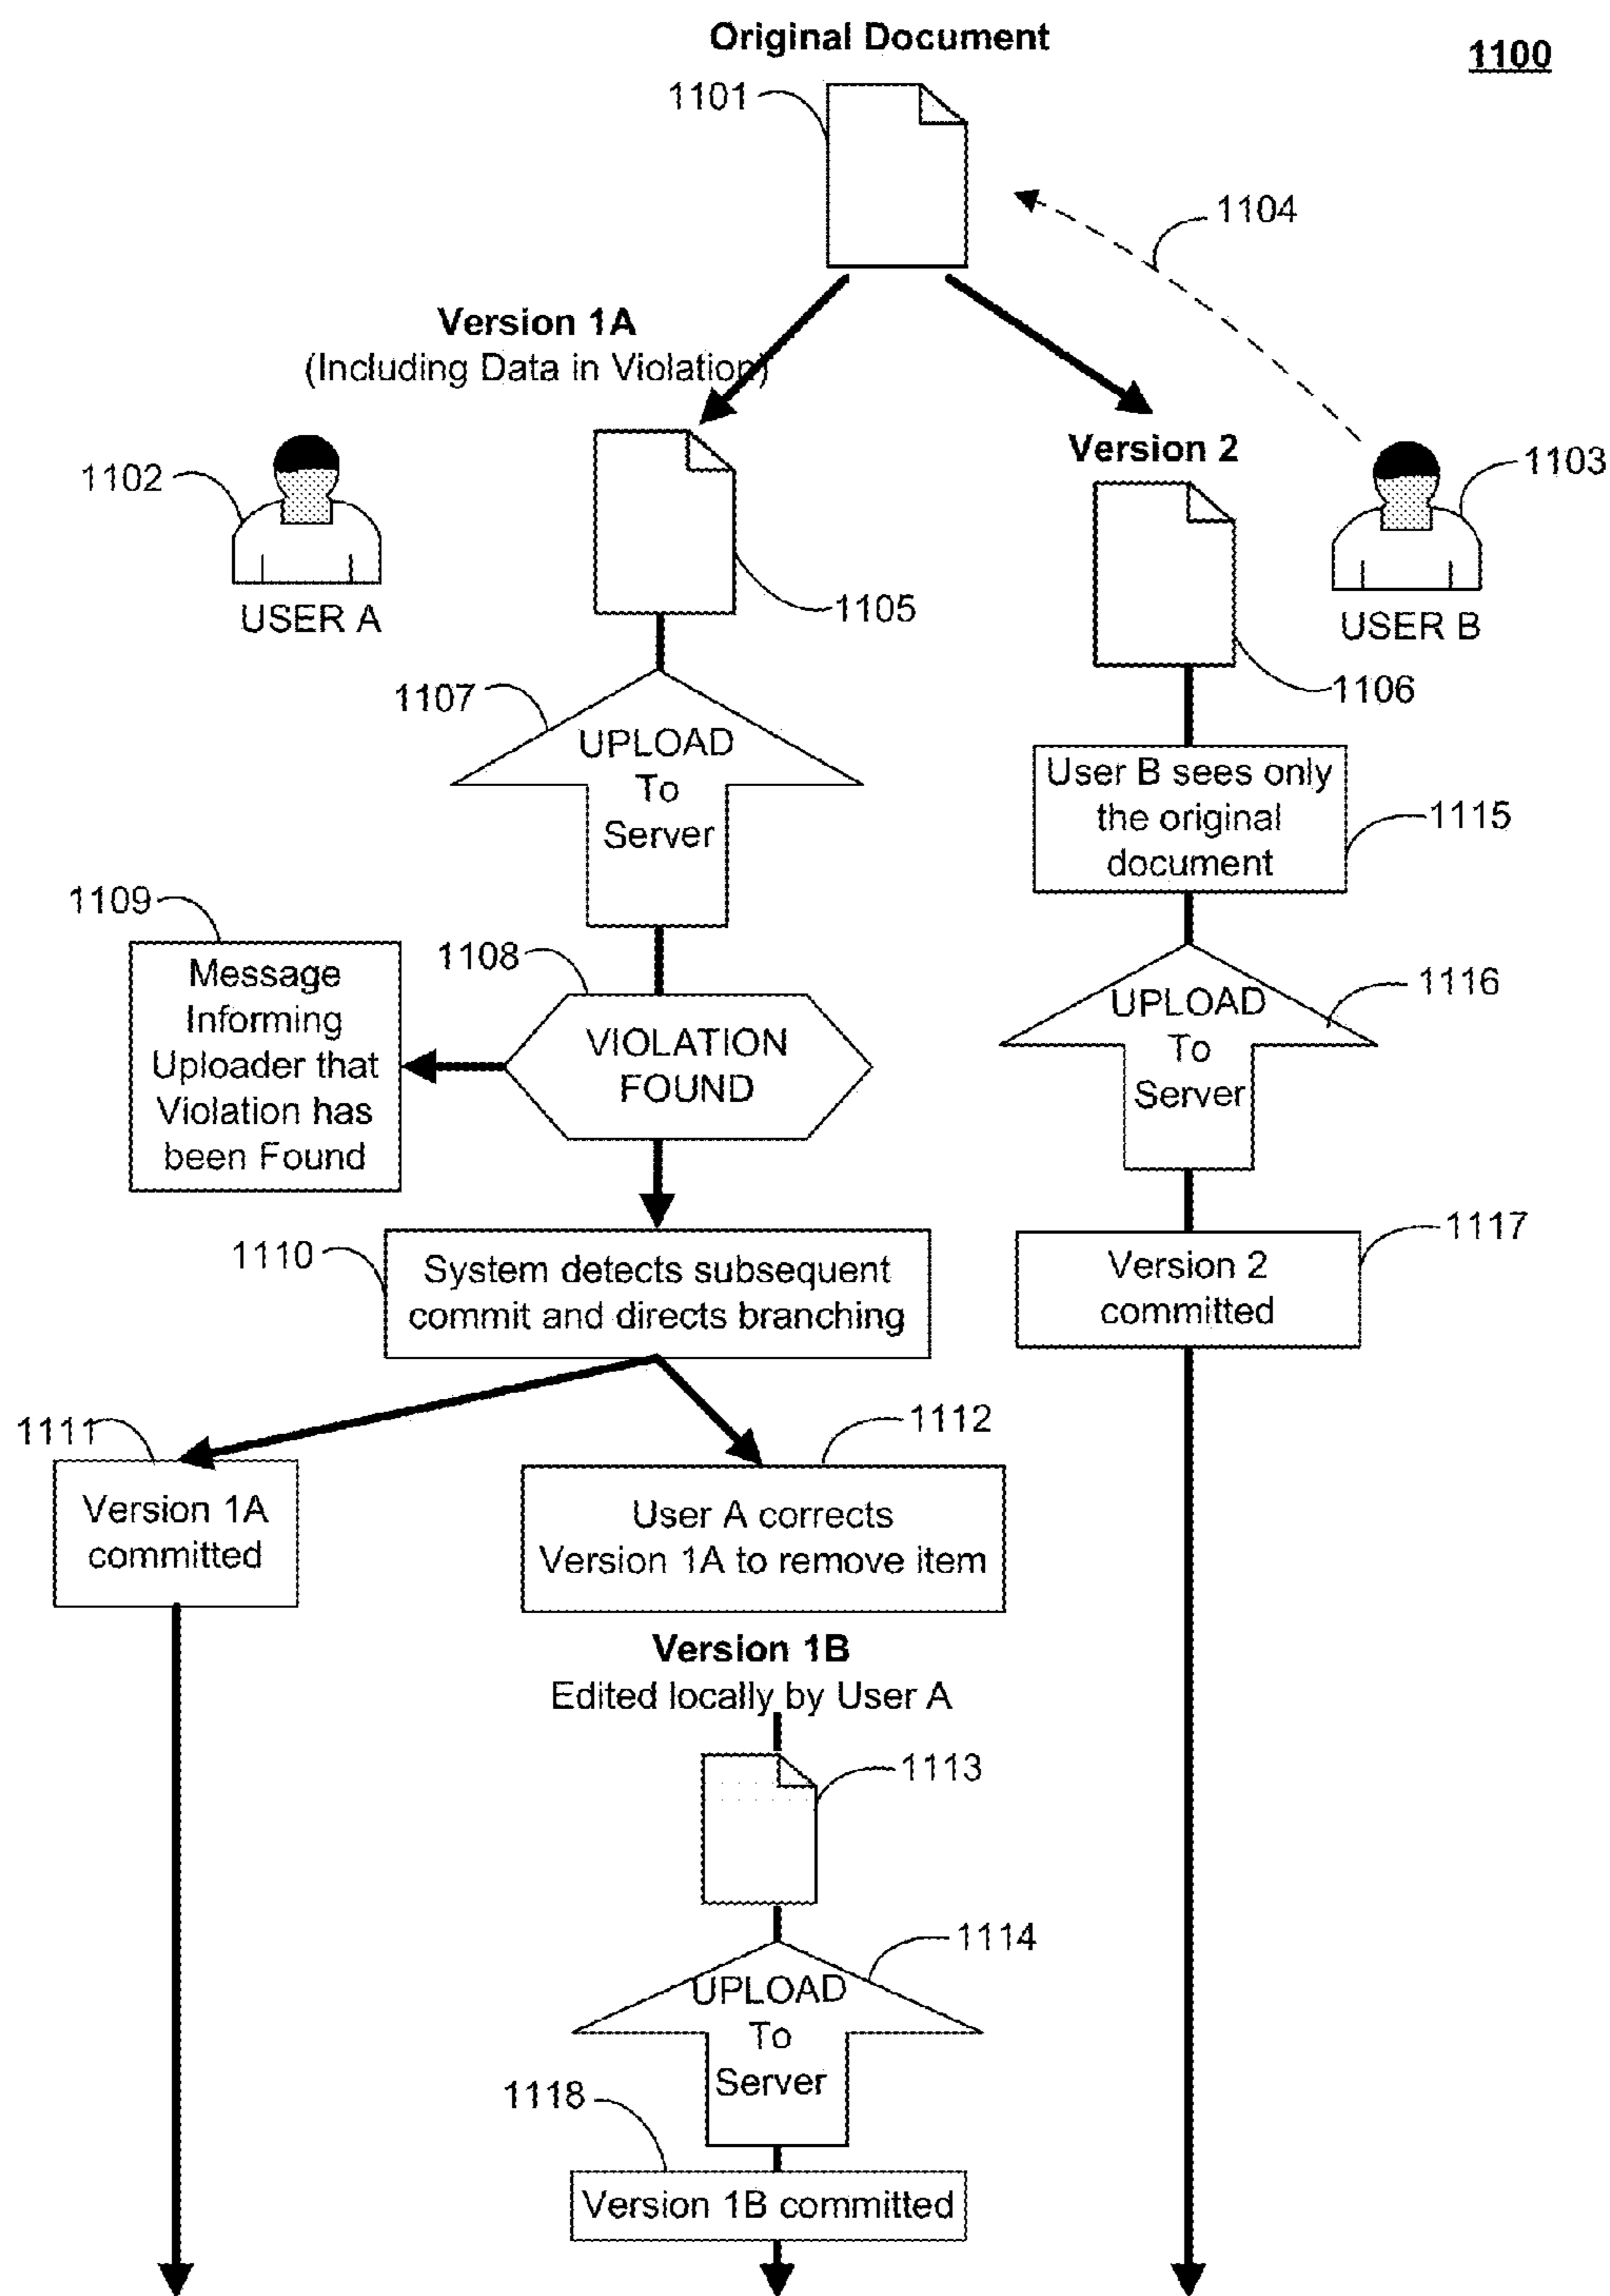 Original Document
1100
1101
1104
Version 1A
(Including Data in Violation)
Version 2
1102
1103
USER A
1105
USER B
1106
1107
UPLOAD
To
Server
User B sees only
the original
document
1115
1109
Message
Informing
Uploader that
Violation has
been Found
1108
VIOLATION
FOUND
UPLOAD
To
Server
1116
1110
System detects subsequent
commit and directs branching
1117
Version 2
committed
1111
Version 1A
committed
1112
User A corrects
Version 1A to remove item
Version 1B
Edited locally by User A
1113
1114
UPLOAD
To
Server
1118
Version 1B committed